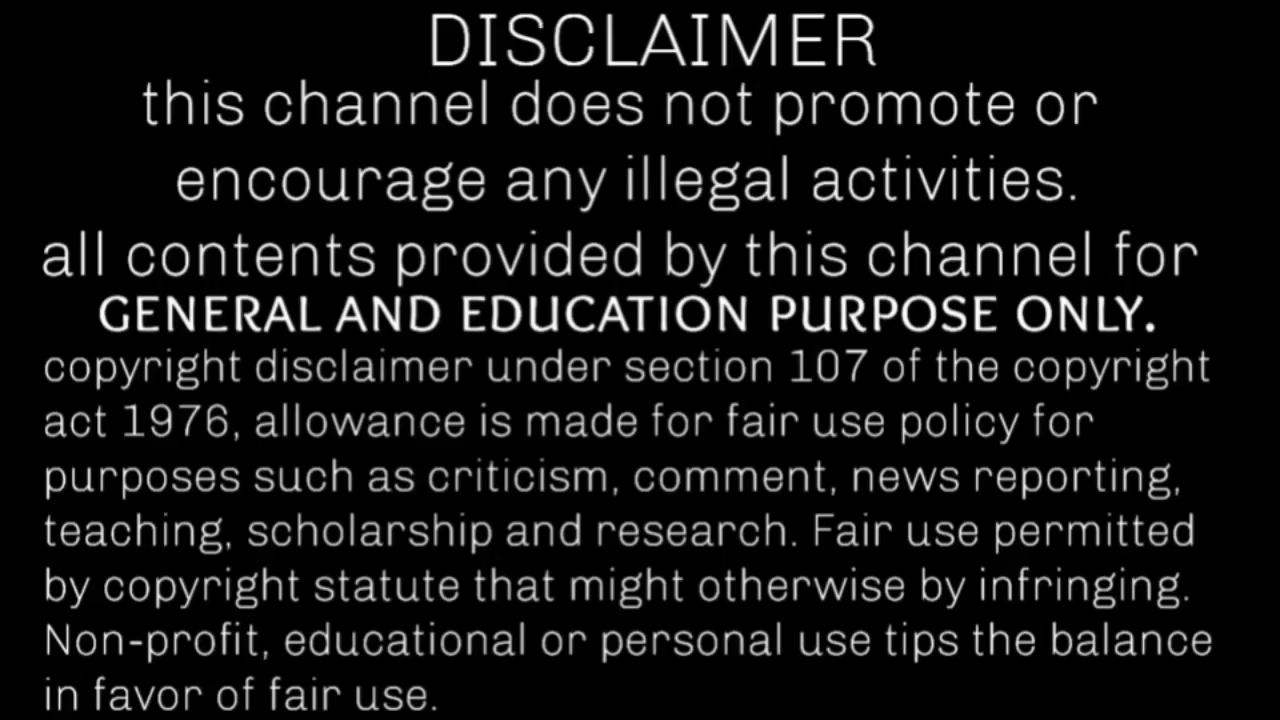 DISCLAIMER
this channel does not promote or
encourage any illegal activities.
all contents provided by this channel for
GENERAL AND EDUCATION PURPOSE ONLY.
copyright disclaimer under section 107 of the copyright
act 1976, allowance is made for fair use policy for
purposes such as criticism, comment, news reporting,
teaching, scholarship and research. Fair use permitted
by copyright statute that might otherwise by infringing.
Non-profit, educational or personal use tips the balance
in favor of fair use.